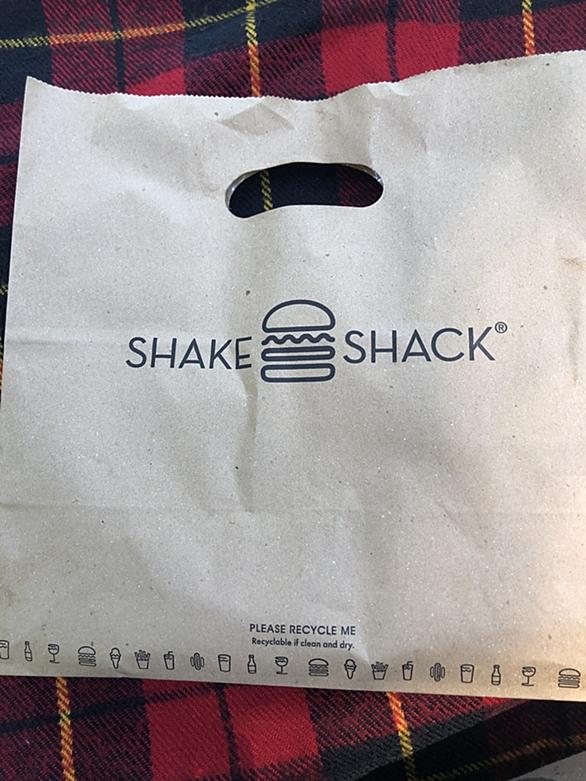 SHAKE SHACK®
PLEASE RECYCLE ME
Recyclable if clean and dry.